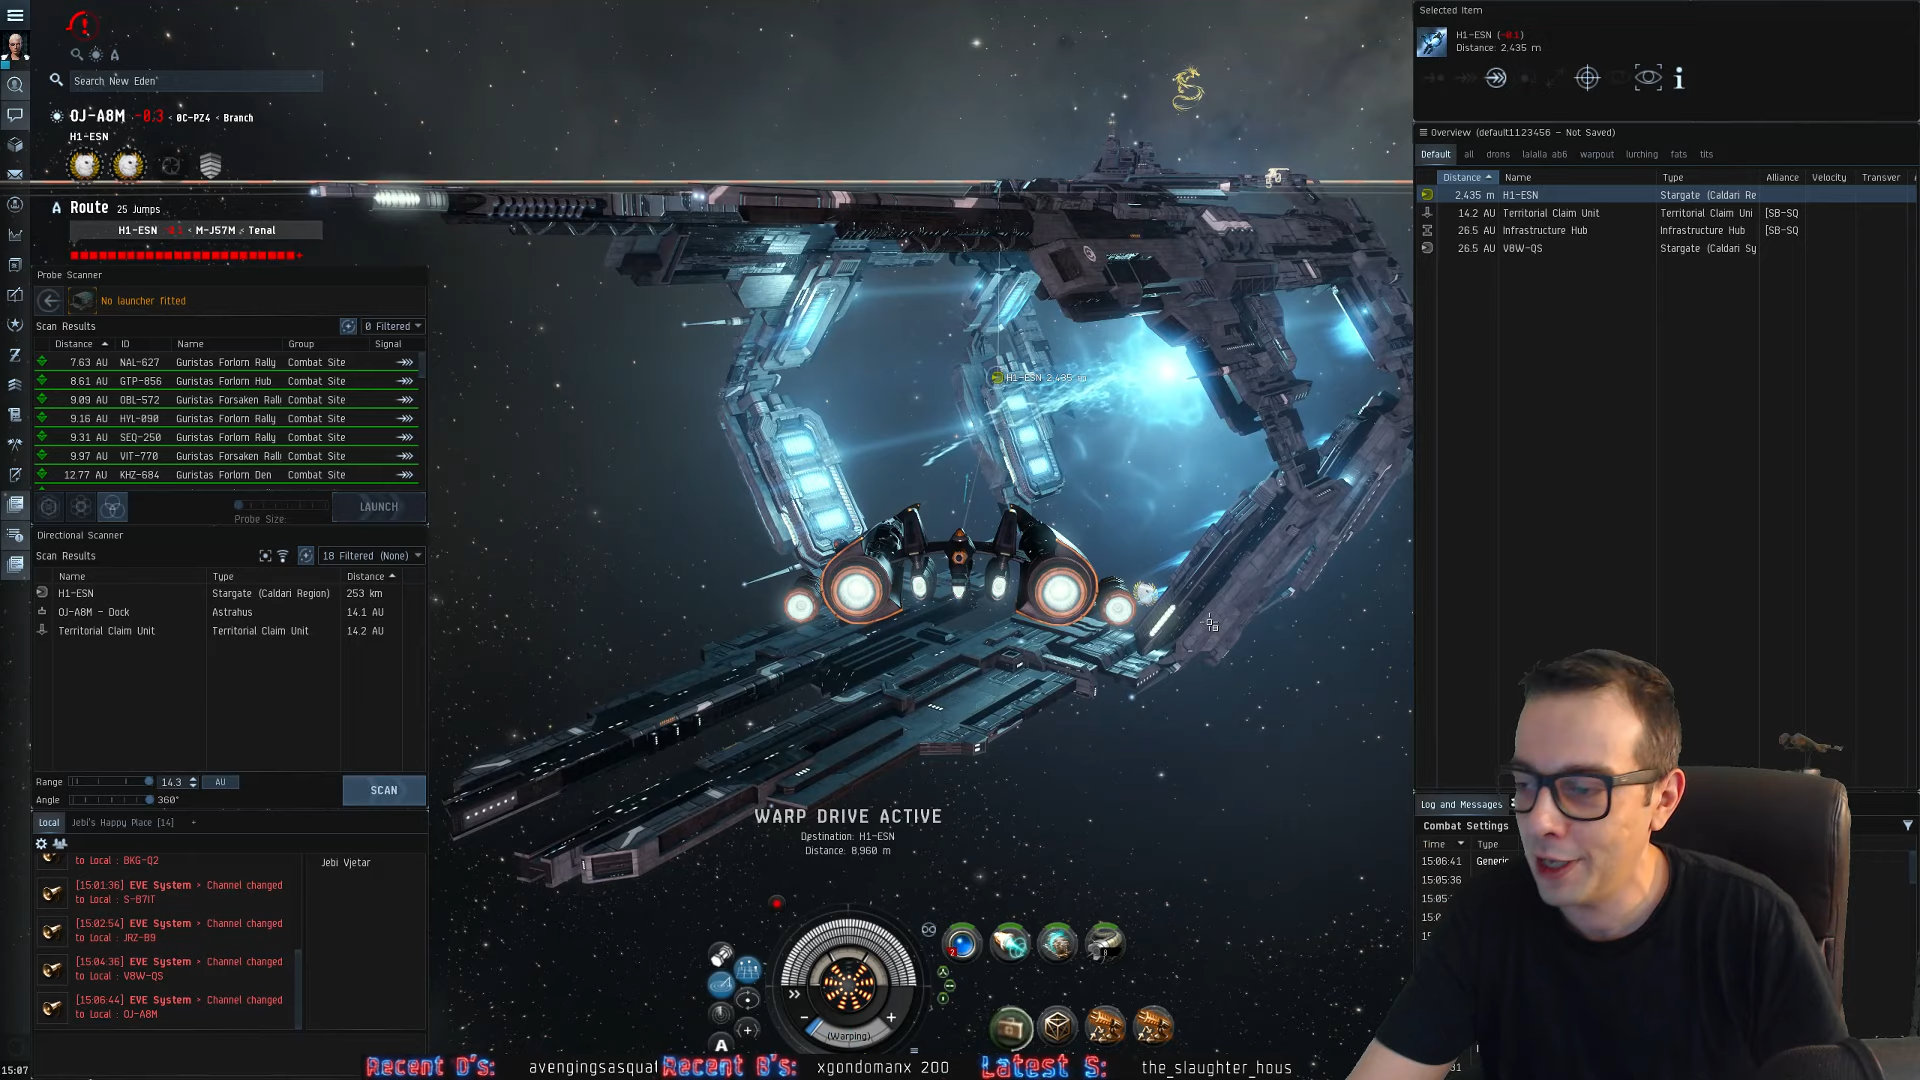 Search New Eden
OJ-A8M -0.3 < 0C-PZ4 < Branch
H1-ESN
Route 25 Jumps
H1-ESN -0.1 < M-J57M < Tenal
Probe Scanner
No launcher fitted
Scan Results 0 Filtered
Distance ID Name Group Signal
7.63 AU NAL-627 Guristas Forlorn Rally Combat Site
8.61 AU GTP-856 Guristas Forlorn Hub Combat Site
9.09 AU OBL-572 Guristas Forsaken Rall Combat Site
9.16 AU HYL-090 Guristas Forlorn Rally Combat Site
9.31 AU SEQ-250 Guristas Forlorn Rally Combat Site
9.97 AU VIT-770 Guristas Forsaken Rall Combat Site
12.77 AU KHZ-684 Guristas Forlorn Den Combat Site
LAUNCH
Probe Size:
Directional Scanner
Scan Results 18 Filtered (None)
Name Type Distance
H1-ESN Stargate (Caldari Region) 253 km
OJ-A8M - Dock Astrahus 14.1 AU
Territorial Claim Unit Territorial Claim Unit 14.2 AU
Range 14.3 AU
Angle 360°
SCAN
Local Jebi's Happy Place [14] +
to Local : BKG-Q2
[15:01:36] EVE System > Channel changed
to Local : S-B7IT
[15:02:54] EVE System > Channel changed
to Local : JRZ-B9
[15:04:36] EVE System > Channel changed
to Local : V8W-QS
[15:06:44] EVE System > Channel changed
to Local : OJ-A8M
Jebi Vjetar
15:07
H1-ESN 2,435 m
WARP DRIVE ACTIVE
Destination: H1-ESN
Distance: 8,960 m
(Warping)
Recent D's: avengingsasquat Recent B's: xgondomanx 200 Latest S: the_slaughter_hous
Selected Item
H1-ESN (-0.1)
Distance: 2,435 m
Overview (default1123456 - Not Saved)
Default all drons lalalla ab6 warpout lurching fats tits
Distance Name Type Alliance Velocity Transver
2,435 m H1-ESN Stargate (Caldari Re
14.2 AU Territorial Claim Unit Territorial Claim Uni [SB-SQ
26.5 AU Infrastructure Hub Infrastructure Hub [SB-SQ
26.5 AU V8W-QS Stargate (Caldari Sy
Log and Messages
Combat Settings
Time Type
15:06:41 Generic
15:05:36